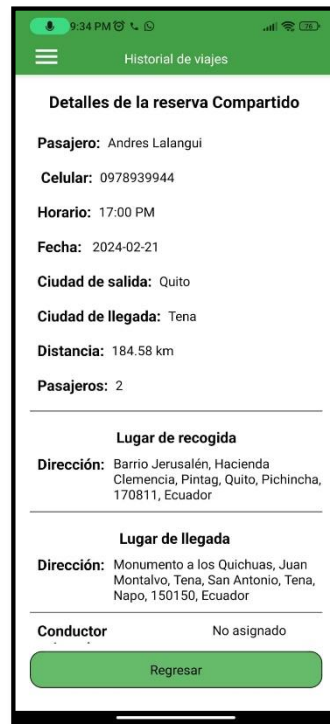 9:34 PM
76
Historial de viajes
Detalles de la reserva Compartido
Pasajero: Andres Lalangui
Celular: 0978939944
Horario: 17:00 PM
Fecha: 2024-02-21
Ciudad de salida: Quito
Ciudad de llegada: Tena
Distancia: 184.58 km
Pasajeros: 2
Lugar de recogida
Dirección: Barrio Jerusalén, Hacienda
Clemencia, Pintag, Quito, Pichincha,
170811, Ecuador
Lugar de llegada
Dirección: Monumento a los Quichuas, Juan
Montalvo, Tena, San Antonio, Tena,
Napo, 150150, Ecuador
Conductor No asignado
Regresar